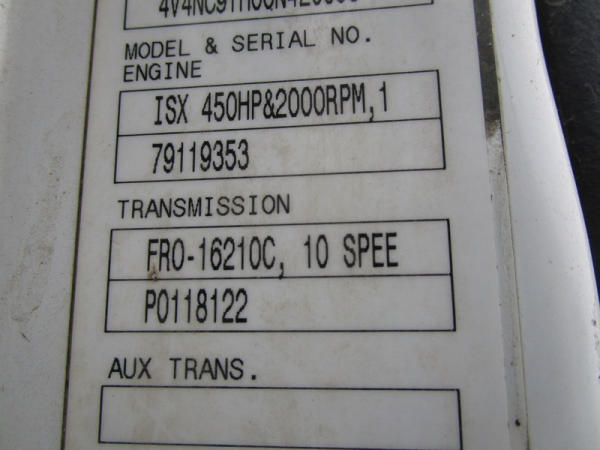 MODEL & SERIAL NO.
ENGINE
ISX 450HP&2000RPM,1
79119353
TRANSMISSION
FRO-16210C, 10 SPEE
P0118122
AUX TRANS.